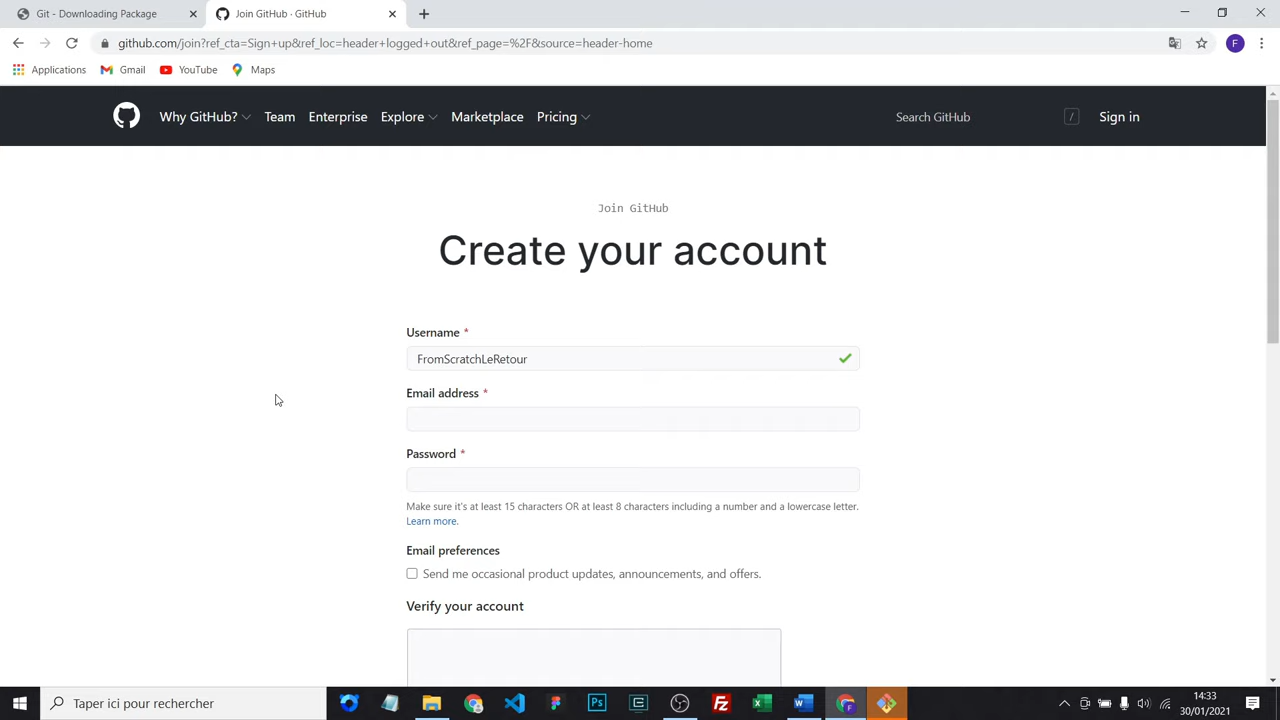 Git - Downloading Package
Join GitHub · GitHub
github.com/join?ref_cta=Sign+up&ref_loc=header+logged+out&ref_page=%2F&source=header-home
F
Applications
Gmail
YouTube
Maps
Why GitHub?
Team
Enterprise
Explore
Marketplace
Pricing
Search GitHub
/
Sign in
Join GitHub
Create your account
Username *
FromScratchLeRetour
Email address *
Password *
Make sure it's at least 15 characters OR at least 8 characters including a number and a lowercase letter.
Learn more.
Email preferences
Send me occasional product updates, announcements, and offers.
Verify your account
Taper ici pour rechercher
Ps
Fz
14:33
30/01/2021